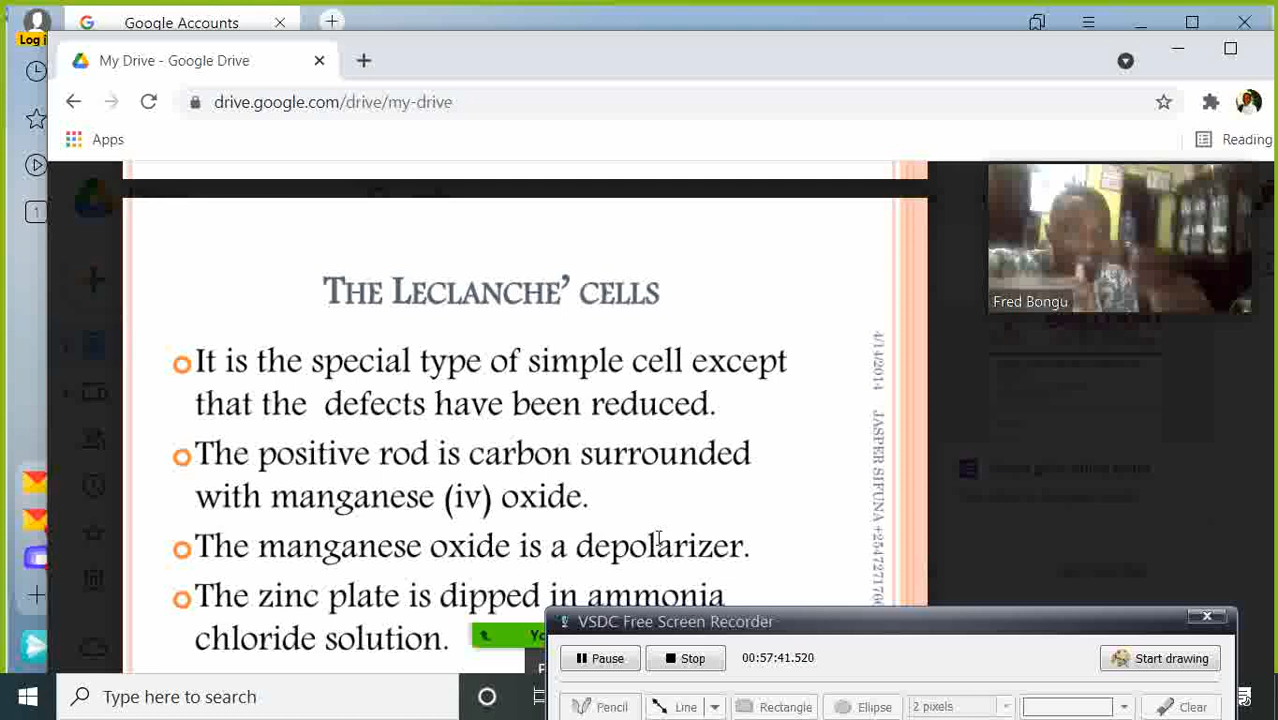 Google Accounts
Log i
My Drive - Google Drive
drive.google.com/drive/my-drive
Apps
Reading
THE LECLANCHE’ CELLS
It is the special type of simple cell except
that the defects have been reduced.
The positive rod is carbon surrounded
with manganese (iv) oxide.
The manganese oxide is a depolarizer.
The zinc plate is dipped in ammonia
chloride solution.
4/14/2014 JASPER SIFUNA +25472717
Fred Bongu
1
Yo
VSDC Free Screen Recorder
Pause
Stop
00:57:41.520
Start drawing
Pencil
Line
Rectangle
Ellipse
2 pixels
Clear
Type here to search